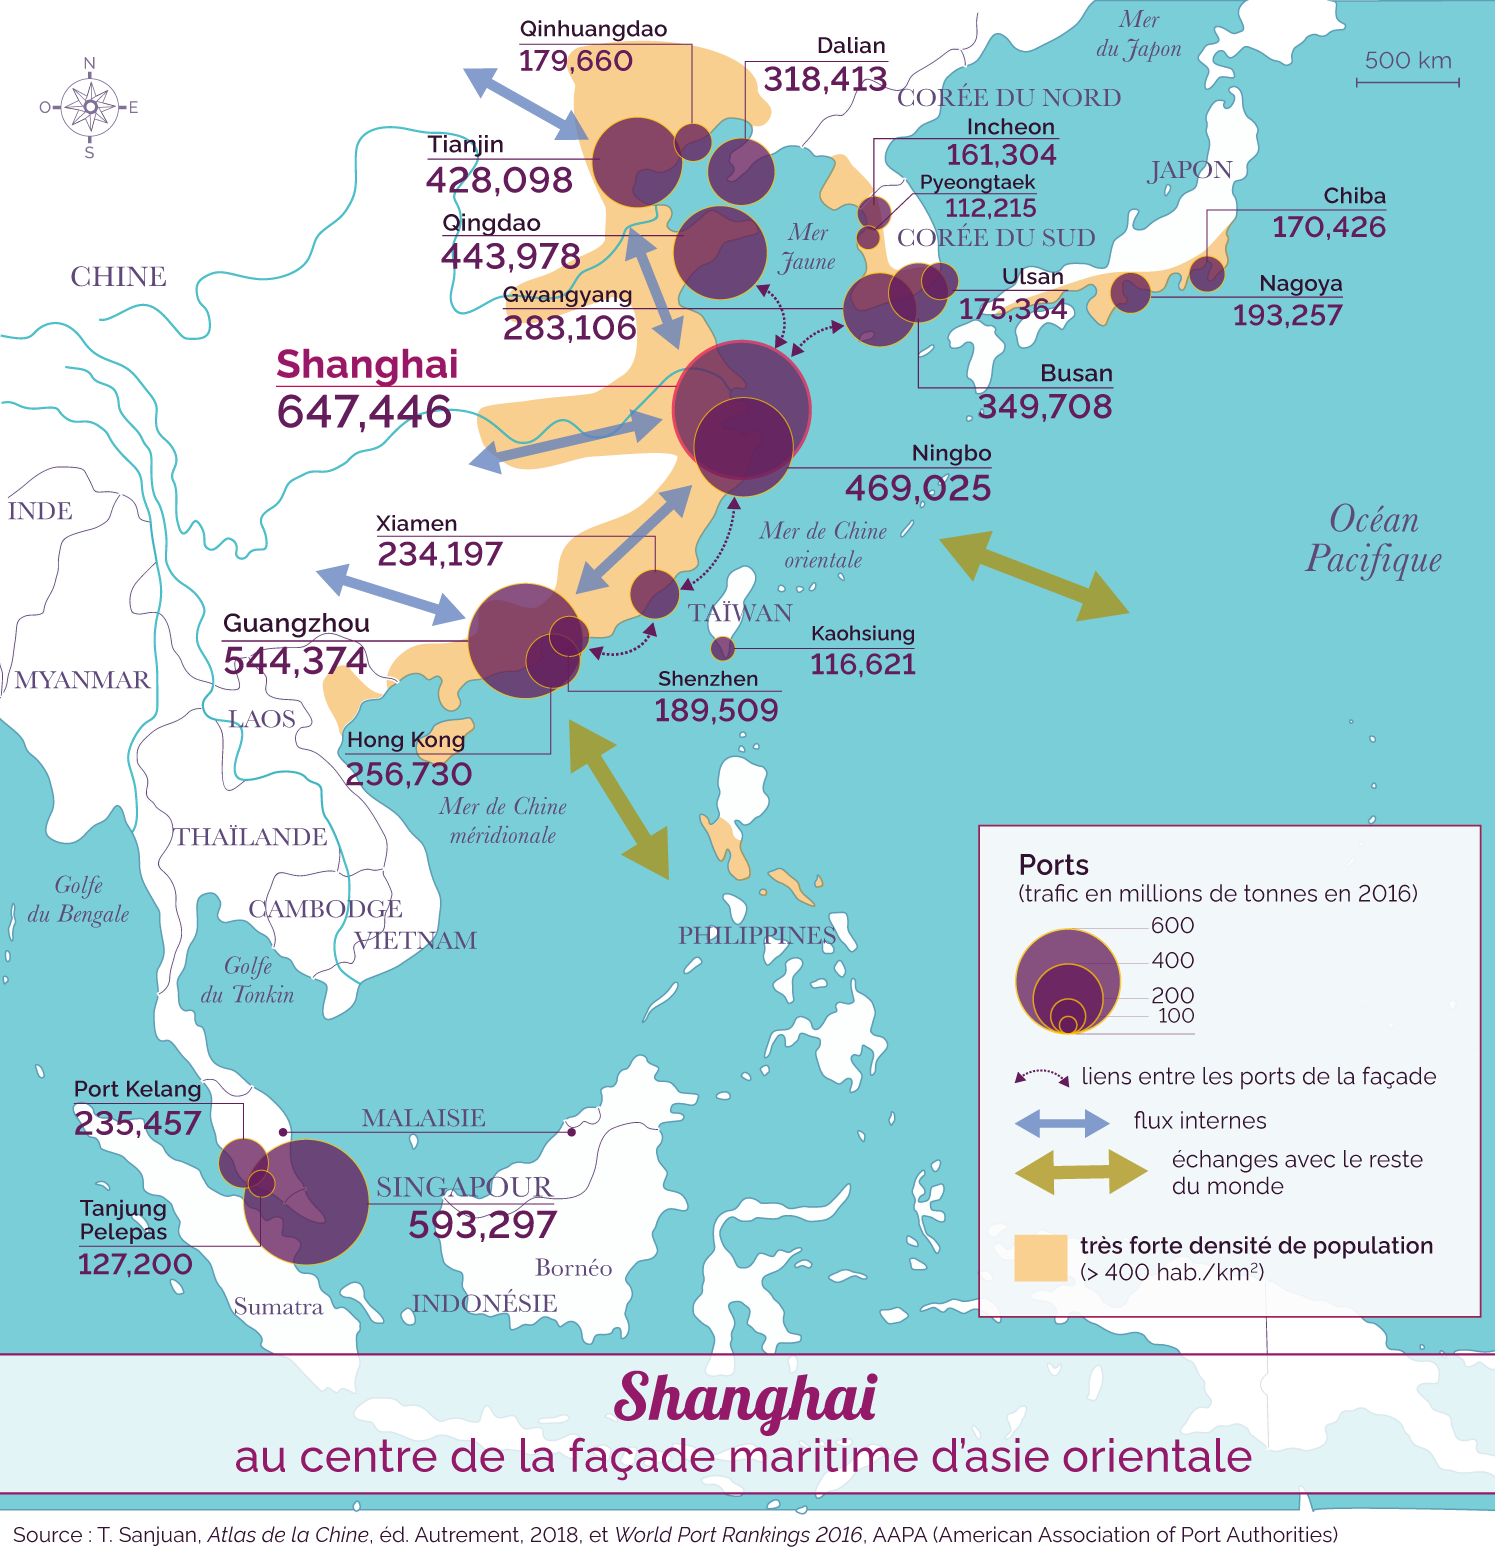 Qinhuangdao
179,660
Dalian
318,413
Mer
du Japon
500 km
N
O
E
S
CORÉE DU NORD
Incheon
161,304
Tianjin
428,098
Pyeongtaek
112,215
JAPON
Chiba
170,426
Qingdao
443,978
Mer
Jaune
CORÉE DU SUD
CHINE
Gwangyang
283,106
Ulsan
175,364
Nagoya
193,257
Shanghai
647,446
Busan
349,708
Ningbo
469,025
INDE
Xiamen
234,197
Mer de Chine
orientale
Océan
Pacifique
Guangzhou
544,374
TAÏWAN
Kaohsiung
116,621
MYANMAR
Shenzhen
189,509
LAOS
Hong Kong
256,730
Mer de Chine
méridionale
THAÏLANDE
Golfe
du Bengale
CAMBODGE
VIETNAM
PHILIPPINES
Golfe
du Tonkin
Ports
(trafic en millions de tonnes en 2016)
600
400
200
100
liens entre les ports de la façade
flux internes
échanges avec le reste
du monde
très forte densité de population
(> 400 hab./km²)
Port Kelang
235,457
MALAISIE
SINGAPOUR
593,297
Tanjung
Pelepas
127,200
Bornéo
Sumatra
INDONÉSIE
Shanghai
au centre de la façade maritime d'asie orientale
Source : T. Sanjuan, Atlas de la Chine, éd. Autrement, 2018, et World Port Rankings 2016, AAPA (American Association of Port Authorities)